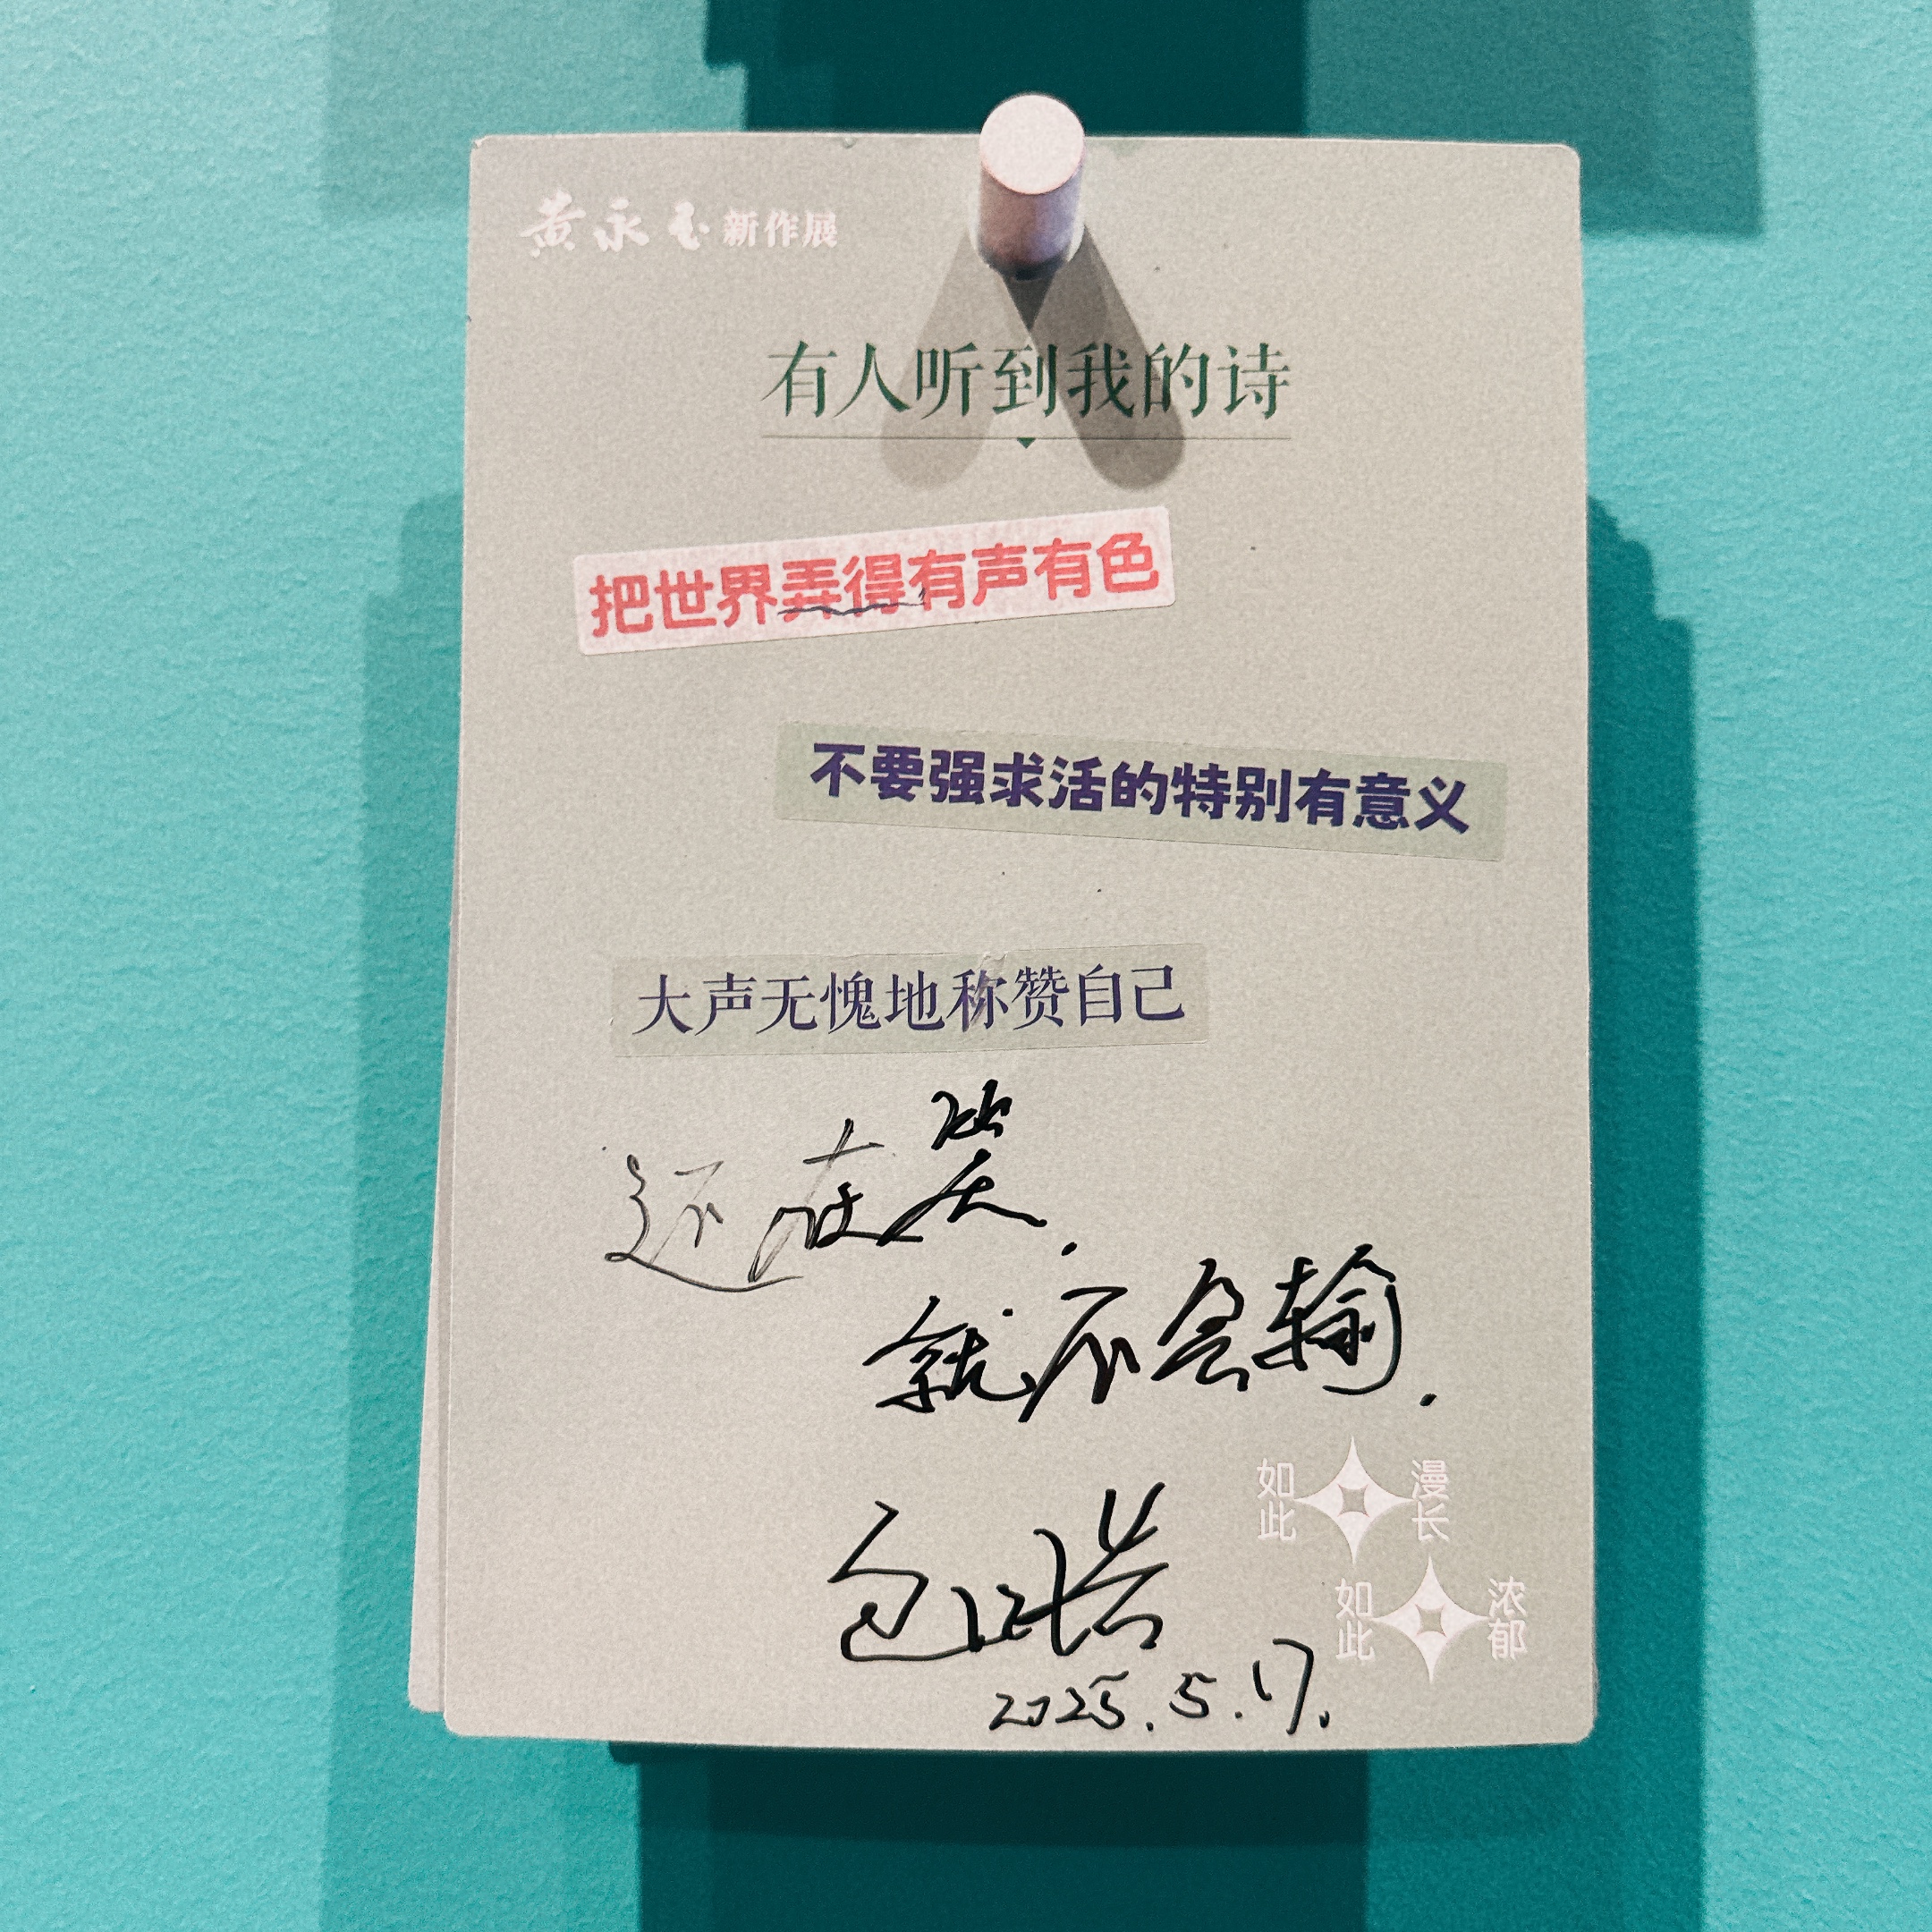 黄永玉新作展
有人听到我的诗
把世界弄得有声有色
不要强求活的特别有意义
大声无愧地称赞自己
还在笑.
就不会输.
如此 漫长
如此 浓郁
2025.5.17.